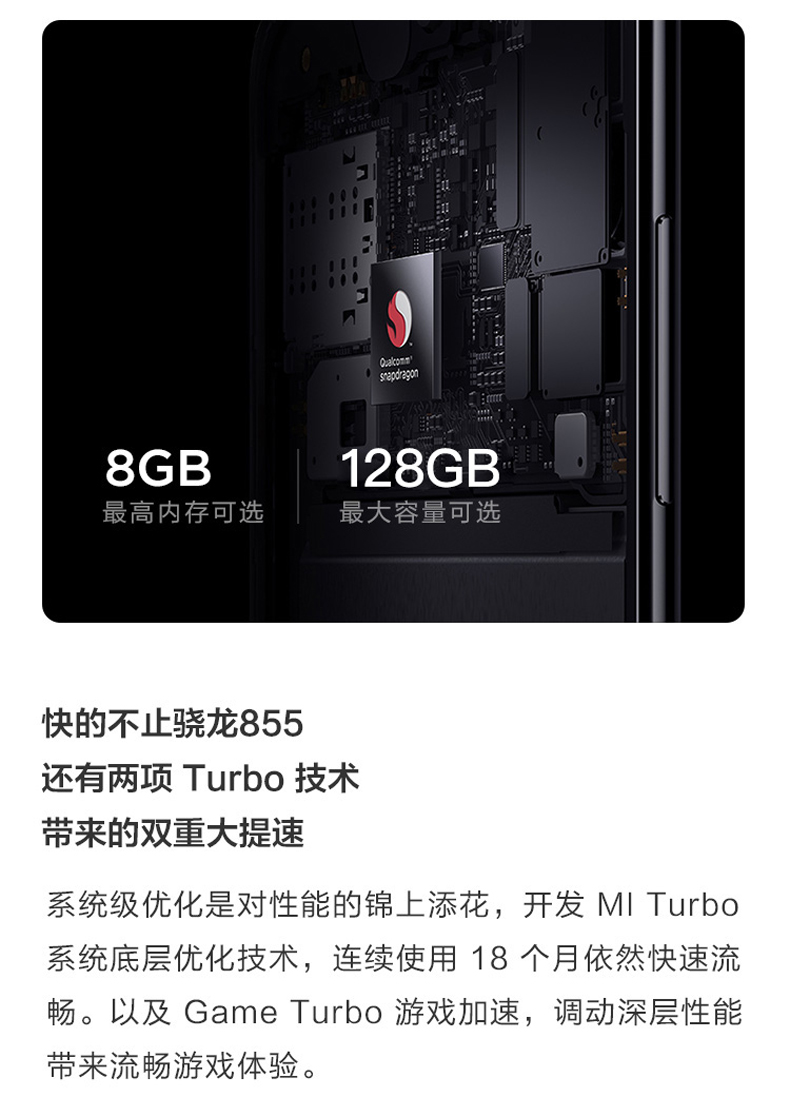 Qualcomm
snapdragon
8GB
128GB
最高内存可选
最大容量可选
快的不止骁龙855
还有两项 Turbo 技术
带来的双重大提速
系统级优化是对性能的锦上添花，开发 MI Turbo
系统底层优化技术，连续使用 18 个月依然快速流
畅。以及 Game Turbo 游戏加速，调动深层性能
带来流畅游戏体验。